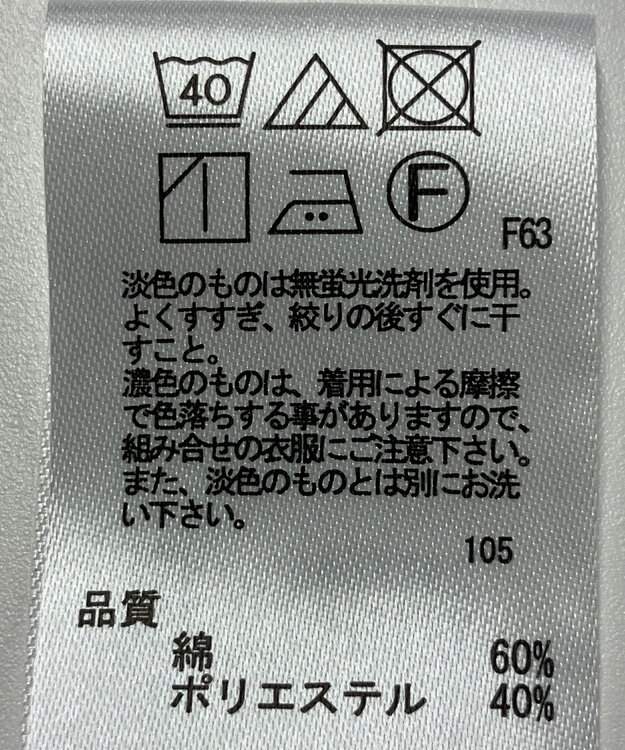 40
F
F63
淡色のものは無蛍光洗剤を使用。
よくすすぎ、絞りの後すぐに干
すこと。
濃色のものは、着用による摩擦
で色落ちする事がありますので、
組み合せの衣服にご注意下さい。
また、淡色のものとは別にお洗
い下さい。
105
品質
綿 60%
ポリエステル 40%